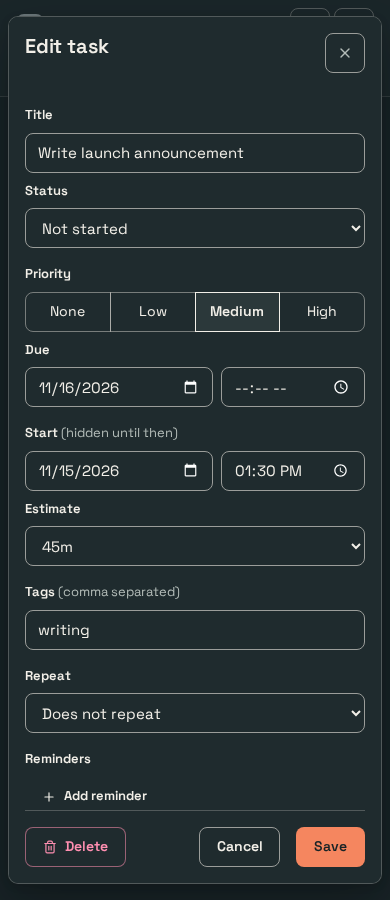 Edit task
Title
Write launch announcement
Status
Not started
Priority
None Low Medium High
Due
11/16/2026 --:-- --
Start (hidden until then)
11/15/2026 01:30 PM
Estimate
45m
Tags (comma separated)
writing
Repeat
Does not repeat
Reminders
+ Add reminder
Delete Cancel Save